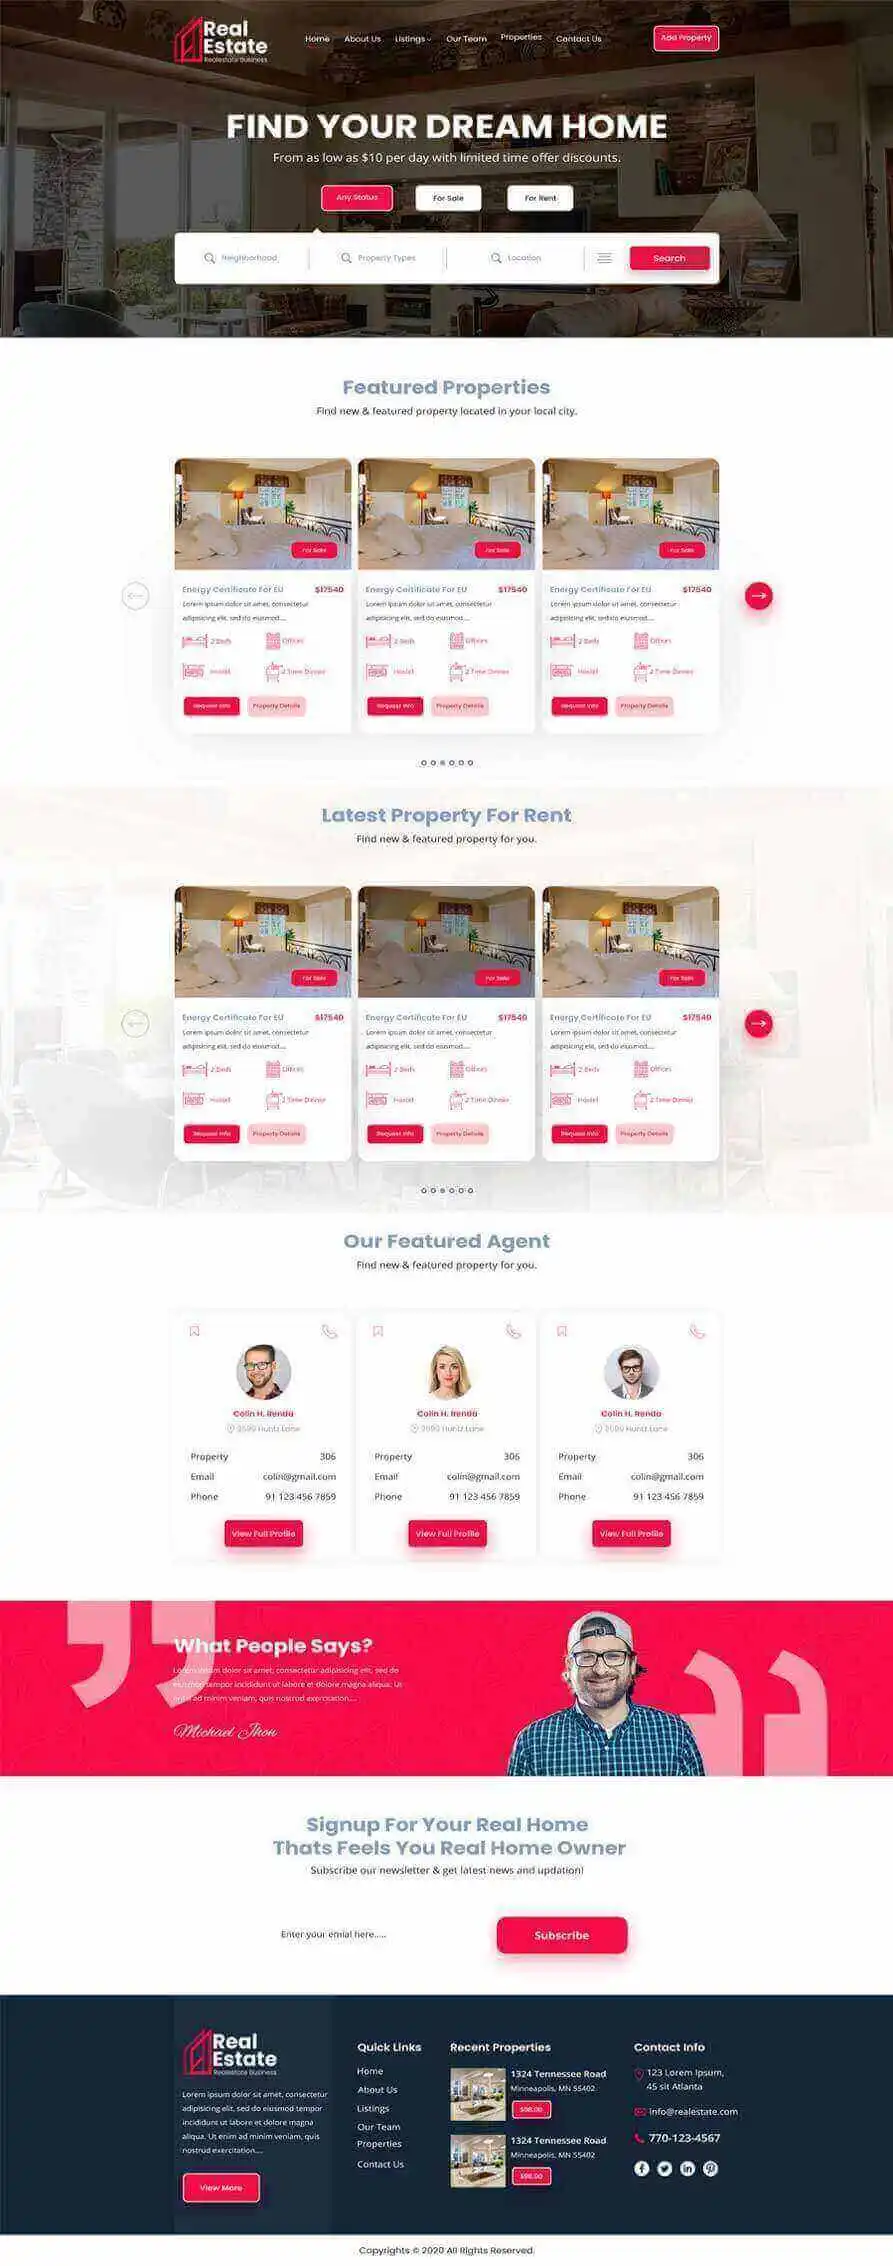 Real
Estate
Realestate Business
Home
About Us
Listings
Our Team
Properties
Contact Us
Add Property
FIND YOUR DREAM HOME
From as low as $10 per day with limited time offer discounts.
Any Status
For Sale
For Rent
Neighborhood
Property Types
Location
Search
Featured Properties
Find new & featured property located in your local city.
For Sale
For Sale
For Sale
Energy Certificate For EU $17540
Lorem ipsum dolor sit amet, consectetur
adipisicing elit, sed do eiusmod....
2 Beds
Offices
Hostel
2 Time Dinner
Request Info
Property Details
Energy Certificate For EU $17540
Lorem ipsum dolor sit amet, consectetur
adipisicing elit, sed do eiusmod....
2 Beds
Offices
Hostel
2 Time Dinner
Request Info
Property Details
Energy Certificate For EU $17540
Lorem ipsum dolor sit amet, consectetur
adipisicing elit, sed do eiusmod....
2 Beds
Offices
Hostel
2 Time Dinner
Request Info
Property Details
Latest Property For Rent
Find new & featured property for you.
For Sale
For Sale
For Sale
Energy Certificate For EU $17540
Lorem ipsum dolor sit amet, consectetur
adipisicing elit, sed do eiusmod....
2 Beds
Offices
Hostel
2 Time Dinner
Request Info
Property Details
Energy Certificate For EU $17540
Lorem ipsum dolor sit amet, consectetur
adipisicing elit, sed do eiusmod....
2 Beds
Offices
Hostel
2 Time Dinner
Request Info
Property Details
Energy Certificate For EU $17540
Lorem ipsum dolor sit amet, consectetur
adipisicing elit, sed do eiusmod....
2 Beds
Offices
Hostel
2 Time Dinner
Request Info
Property Details
Our Featured Agent
Find new & featured property for you.
Colin H. Renda
2599 Huntz Lane
Property 306
Email colin@gmail.com
Phone 91 123 456 7859
View Full Profile
Colin H. Renda
2599 Huntz Lane
Property 306
Email colin@gmail.com
Phone 91 123 456 7859
View Full Profile
Colin H. Renda
2599 Huntz Lane
Property 306
Email colin@gmail.com
Phone 91 123 456 7859
View Full Profile
What People Says?
Lorem ipsum dolor sit amet, consectetur adipisicing elit, sed do
eiusmod tempor incididunt ut labore et dolore magna aliqua. Ut
enim ad minim veniam, quis nostrud exercitation....
Michael Jhon
Signup For Your Real Home
Thats Feels You Real Home Owner
Subscribe our newsletter & get latest news and updation!
Enter your emial here.....
Subscribe
Real
Estate
Realestate Business
Lorem ipsum dolor sit amet, consectetur
adipisicing elit, sed do eiusmod tempor
incididunt ut labore et dolore magna
aliqua. Ut enim ad minim veniam, quis
nostrud exercitation....
View More
Quick Links
Home
About Us
Listings
Our Team
Properties
Contact Us
Recent Properties
1324 Tennessee Road
Minneapolis, MN 55402
$98.00
1324 Tennessee Road
Minneapolis, MN 55402
$98.00
Contact Info
123 Lorem Ipsum,
45 sit Atlanta
info@realestate.com
770-123-4567
Copyrights © 2020 All Rights Reserved.